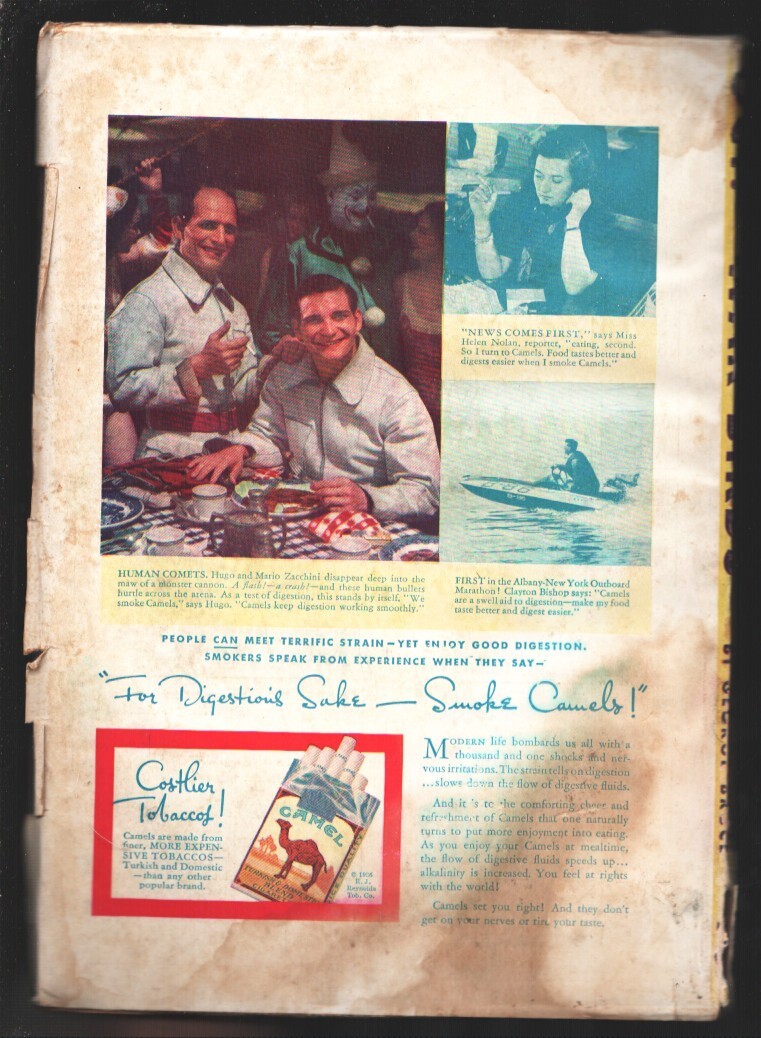 "NEWS COMES FIRST," says Miss
Helen Nolan, reporter, "eating, second.
So I turn to Camels. Food tastes better and
digests easier when I smoke Camels."
HUMAN COMETS. Hugo and Mario Zacchini disappear deep into the
maw of a monster cannon. A flash!—a crash!—and these human bullets
hurtle across the arena. As a test of digestion, this stands by itself. "We
smoke Camels," says Hugo. "Camels keep digestion working smoothly."
FIRST in the Albany-New York Outboard
Marathon! Clayton Bishop says: "Camels
are a swell aid to digestion—make my food
taste better and digest easier."
PEOPLE CAN MEET TERRIFIC STRAIN—YET ENJOY GOOD DIGESTION.
SMOKERS SPEAK FROM EXPERIENCE WHEN THEY SAY—
"For Digestion's Sake — Smoke Camels!"
Costlier
Tobaccos!
Camels are made from
finer, MORE EXPEN-
SIVE TOBACCOS—
Turkish and Domestic
—than any other
popular brand.
CAMEL
TURKISH & DOMESTIC
BLEND
CIGARETTES
R. J.
Reynolds
Tob. Co.
MODERN life bombards us all with a
thousand and one shocks and ner-
vous irritations. The strain tells on digestion
...slows down the flow of digestive fluids.
And it is to the comforting cheer and
refreshment of Camels that one naturally
turns to put more enjoyment into eating.
As you enjoy your Camels at mealtime,
the flow of digestive fluids speeds up...
alkalinity is increased. You feel at rights
with the world!
Camels set you right! And they don't
get on your nerves or tire your taste.